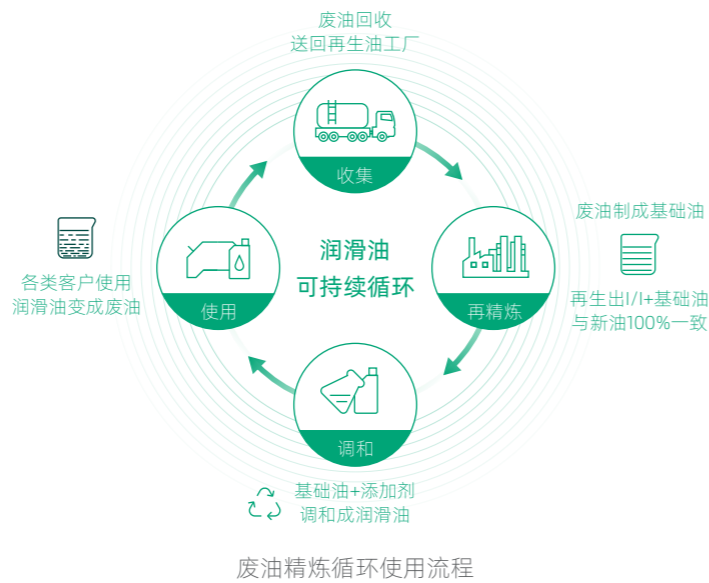 废油回收
送回再生油工厂
收集
废油制成基础油
再生出I/I+基础油
与新油100%一致
再精炼
润滑油
可持续循环
各类客户使用
润滑油变成废油
使用
调和
基础油+添加剂
调和成润滑油
废油精炼循环使用流程